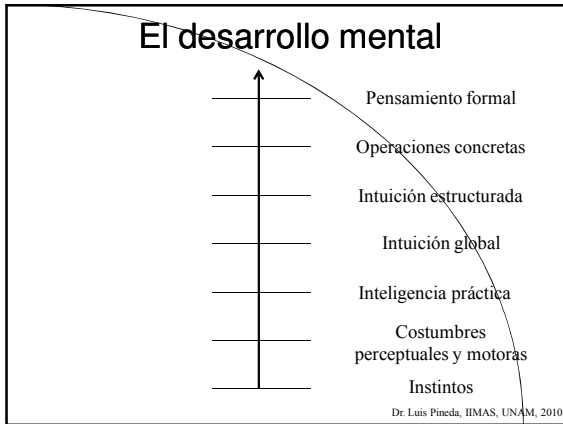 El desarrollo mental
Pensamiento formal
Operaciones concretas
Intuición estructurada
Intuición global
Inteligencia práctica
Costumbres
perceptuales y motoras
Instintos
Dr. Luis Pineda, IIMAS, UNAM, 2010